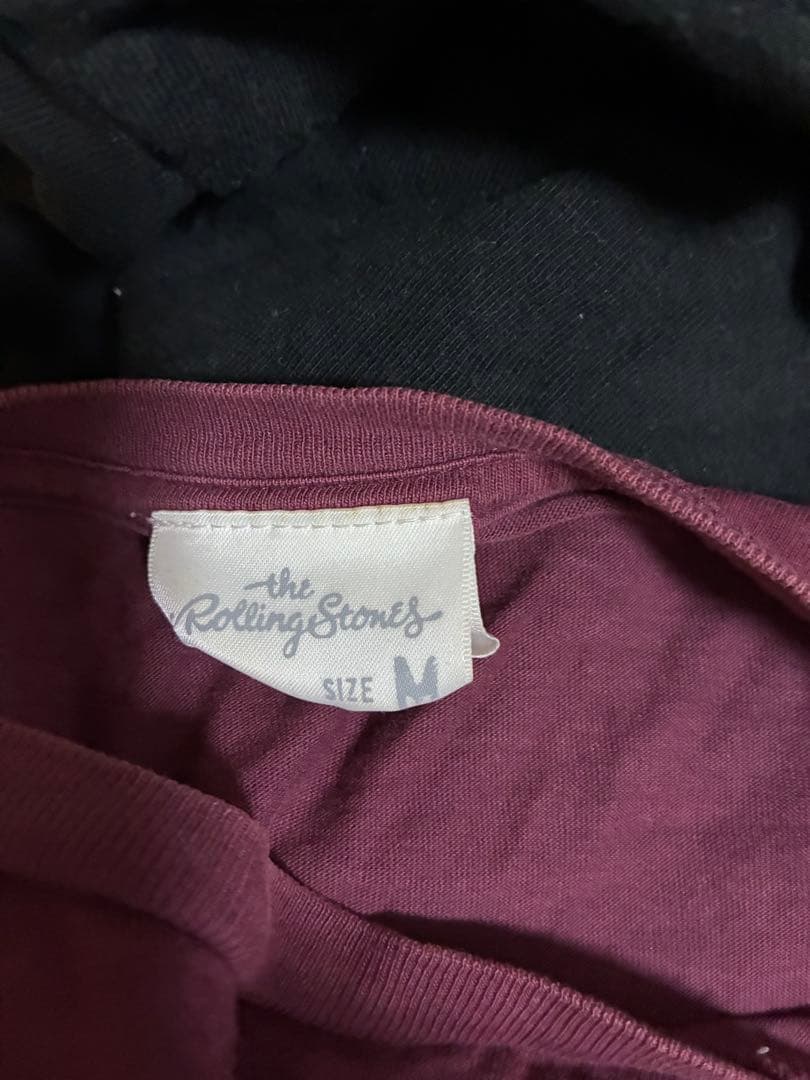 the
Rolling Stones
SIZE M